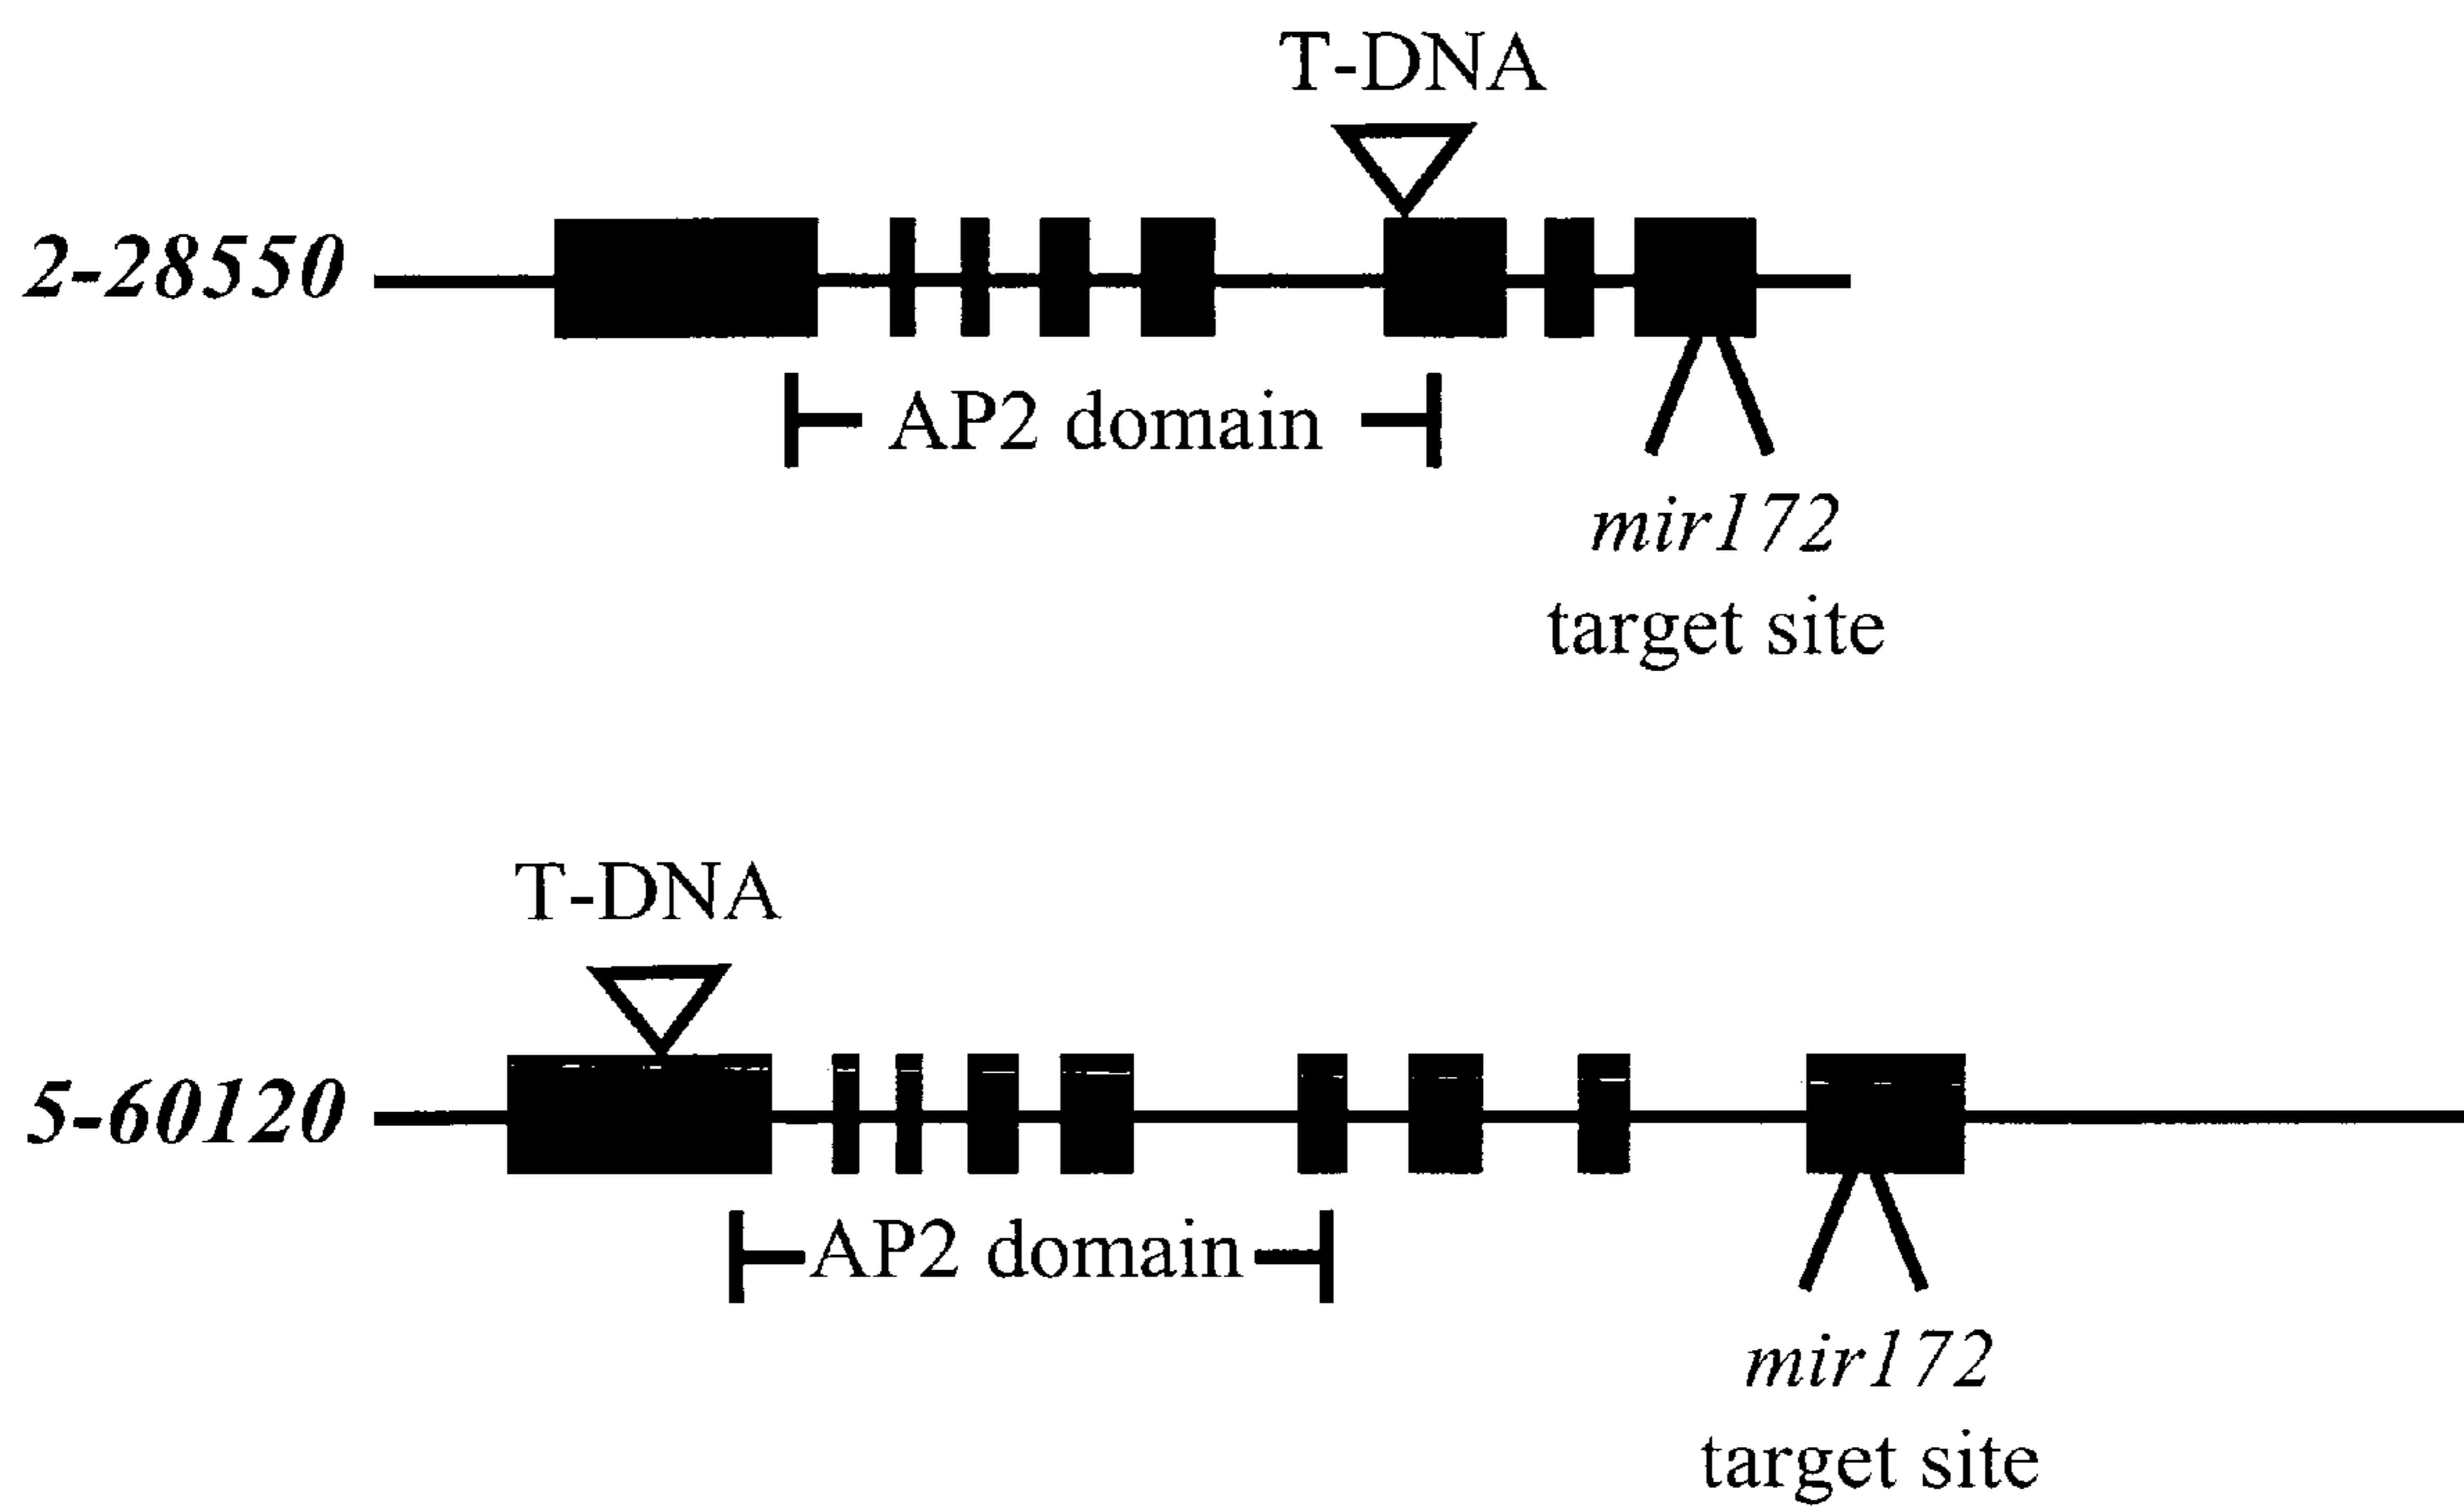 T-DNA
2-28550
AP2 domain
mir172
target site
T-DNA
5-60120
AP2 domain
mir172
target site